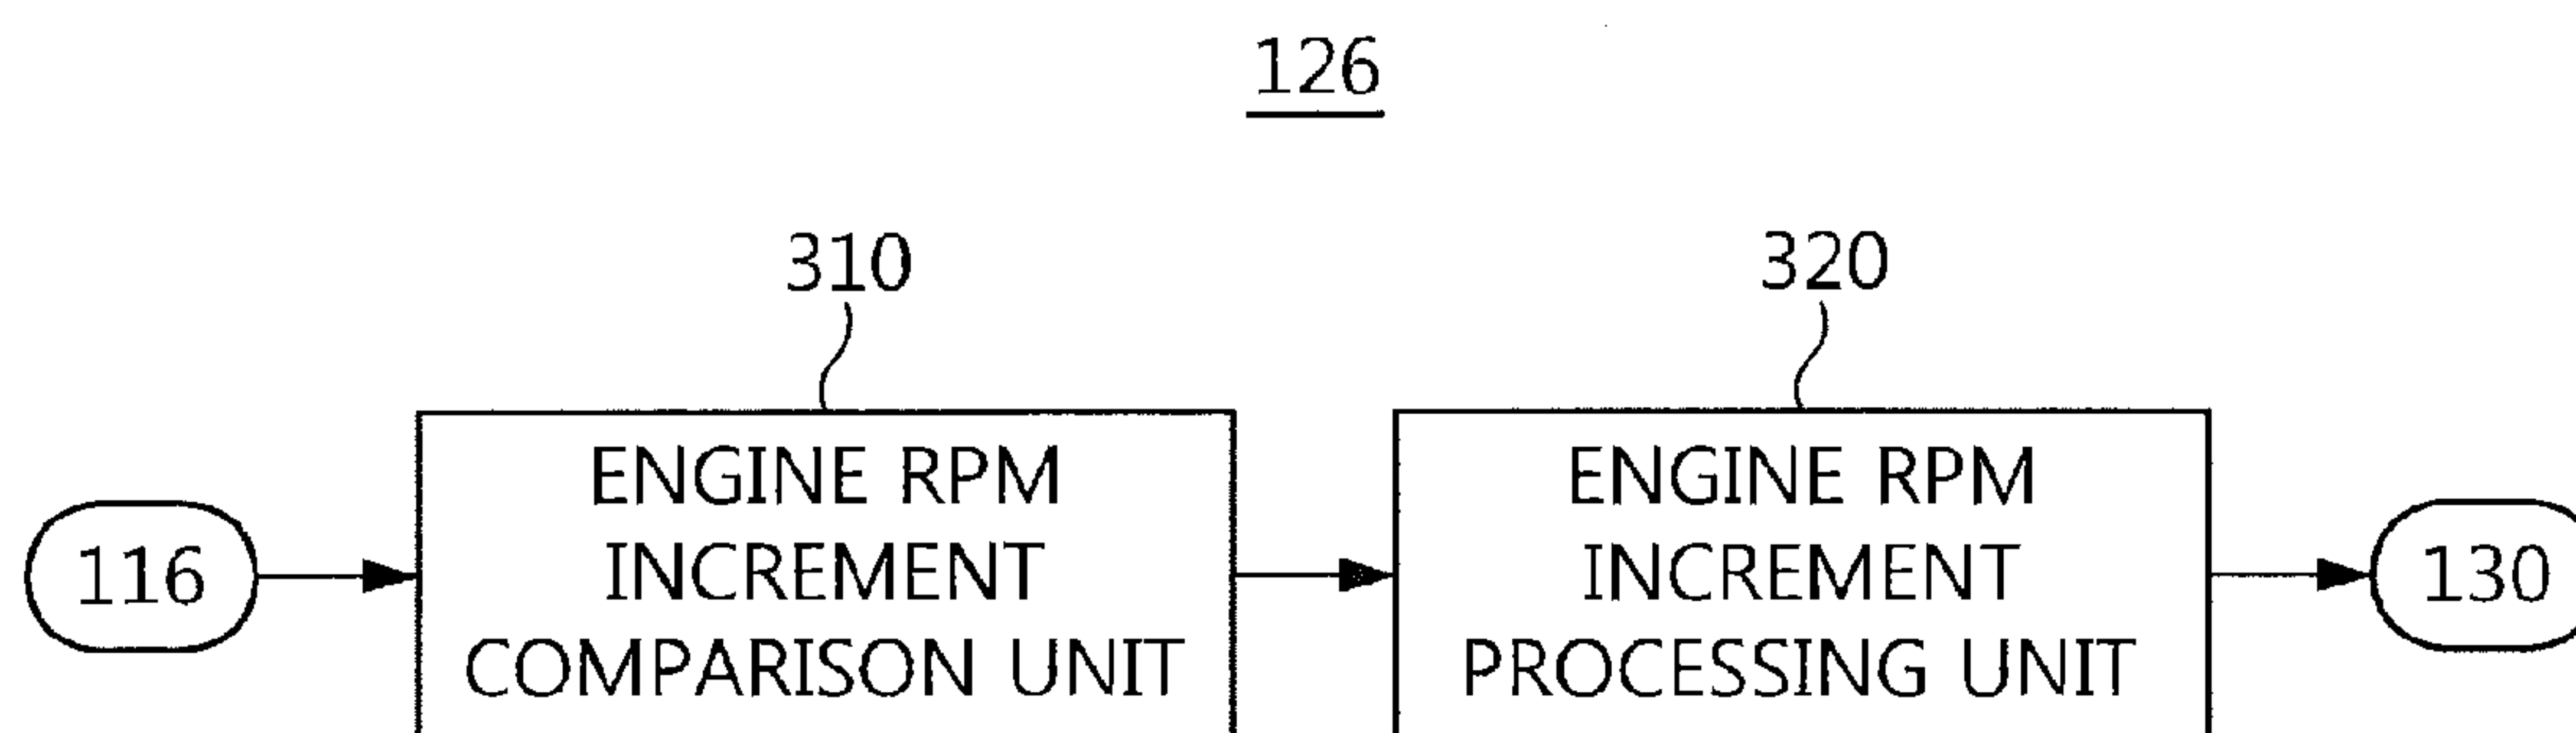 126
310
320
ENGINE RPM
INCREMENT
COMPARISON UNIT
ENGINE RPM
INCREMENT
PROCESSING UNIT
116
130